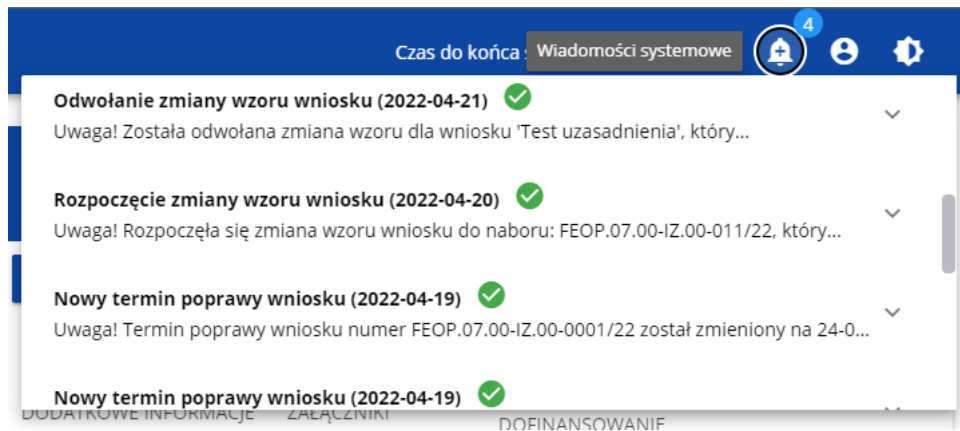 4
Czas do końca
Wiadomości systemowe
Odwołanie zmiany wzoru wniosku (2022-04-21)
Uwaga! Została odwołana zmiana wzoru dla wniosku 'Test uzasadnienia', który...
Rozpoczęcie zmiany wzoru wniosku (2022-04-20)
Uwaga! Rozpoczęła się zmiana wzoru wniosku do naboru: FEOP.07.00-IZ.00-011/22, który...
Nowy termin poprawy wniosku (2022-04-19)
Uwaga! Termin poprawy wniosku numer FEOP.07.00-IZ.00-0001/22 został zmieniony na 24-0...
Nowy termin poprawy wniosku (2022-04-19)
DODATKOWE INFORMACJE ZAŁĄCZNIKI
DOFINANSOWANIE